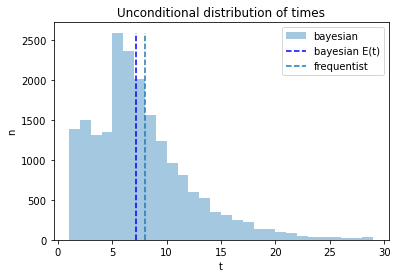 Unconditional distribution of times
bayesian
bayesian E(t)
frequentist
n
2500
2000
1500
1000
500
0
0
5
10
15
20
25
30
t